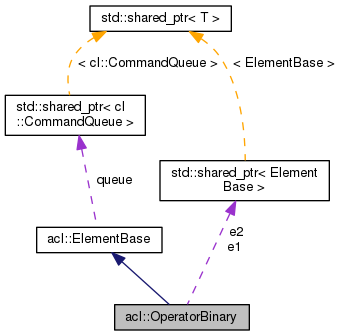 std::shared_ptr< T >
< cl::CommandQueue >
< ElementBase >
std::shared_ptr< cl
::CommandQueue >
std::shared_ptr< Element
Base >
queue
acl::ElementBase
e2
e1
acl::OperatorBinary